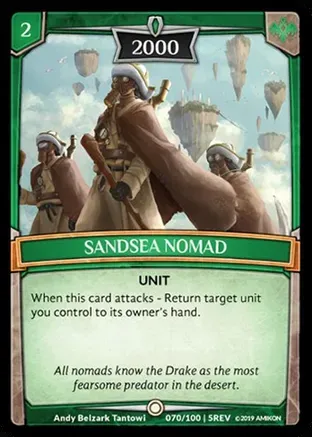 2
2000
SANDSEA NOMAD
UNIT
When this card attacks - Return target unit
you control to its owner's hand.
All nomads know the Drake as the most
fearsome predator in the desert.
Andy Belzark Tantowi 070/100 | SREV ©2019 AMIKON